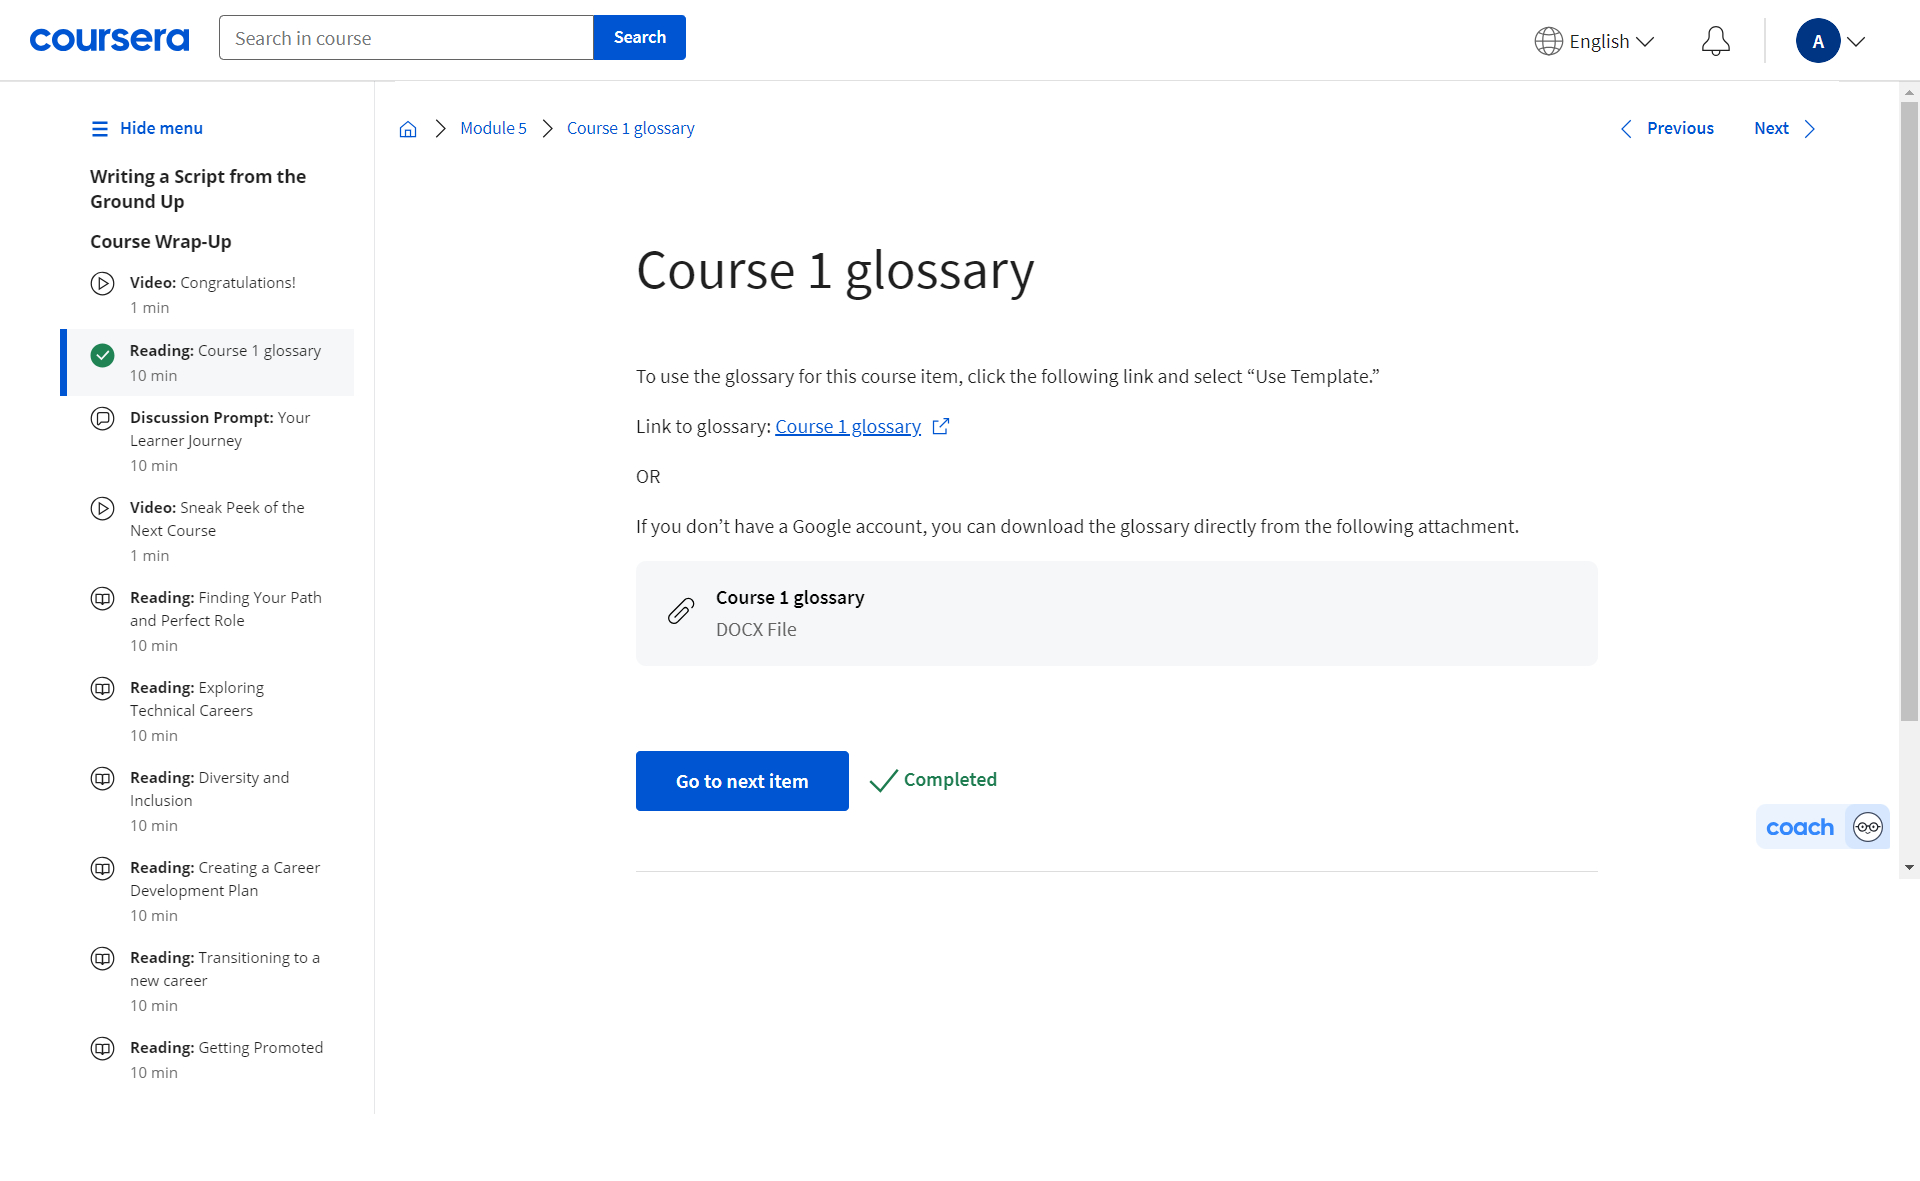 coursera
Search in course
Search
English
A
Hide menu
Writing a Script from the
Ground Up
Course Wrap-Up
Video: Congratulations!
1 min
Reading: Course 1 glossary
10 min
Discussion Prompt: Your
Learner Journey
10 min
Video: Sneak Peek of the
Next Course
1 min
Reading: Finding Your Path
and Perfect Role
10 min
Reading: Exploring
Technical Careers
10 min
Reading: Diversity and
Inclusion
10 min
Reading: Creating a Career
Development Plan
10 min
Reading: Transitioning to a
new career
10 min
Reading: Getting Promoted
10 min
Module 5
Course 1 glossary
Previous
Next
Course 1 glossary
To use the glossary for this course item, click the following link and select “Use Template.”
Link to glossary: Course 1 glossary
OR
If you don’t have a Google account, you can download the glossary directly from the following attachment.
Course 1 glossary
DOCX File
Go to next item
Completed
coach